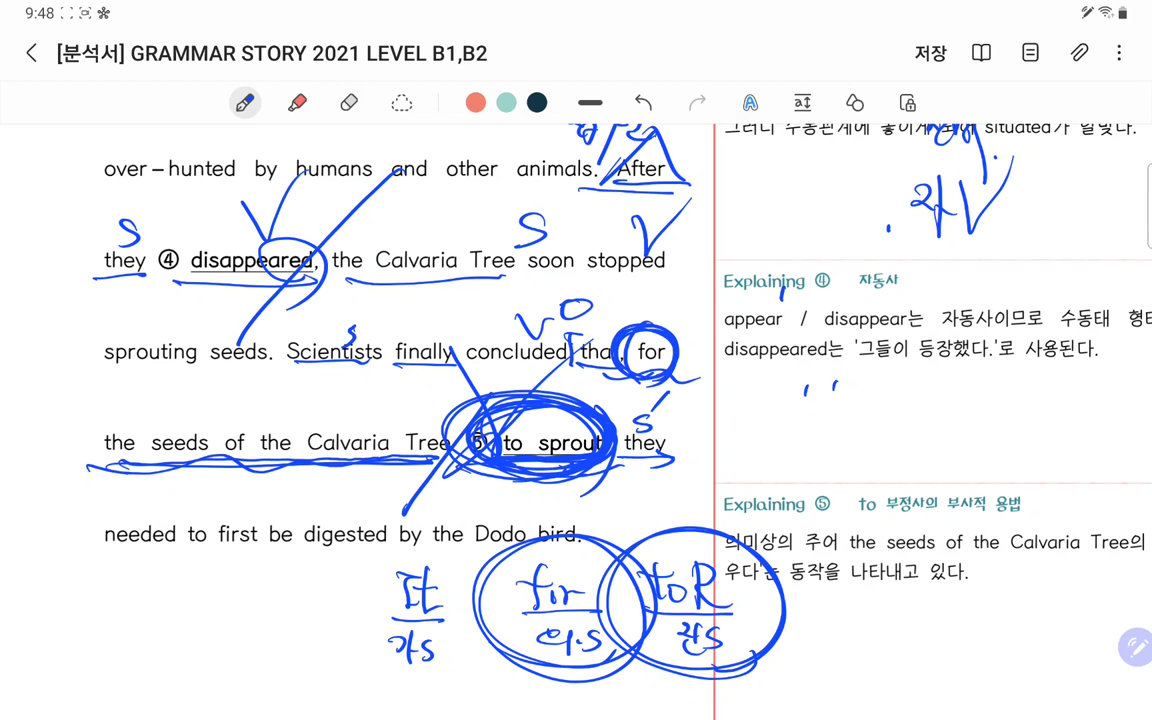 9:48
[분석서] GRAMMAR STORY 2021 LEVEL B1,B2
저장
over-hunted by humans and other animals. After
S S V
they ④ disappeared, the Calvaria Tree soon stopped
S V O
sprouting seeds. Scientists finally concluded that, for
S'
the seeds of the Calvaria Tree ⑤ to sprout they
needed to first be digested by the Dodo bird.
It for toR
가S 의.S 진S
그러니 수동관계에 놓이게 되어 situated가 알맞다.
Explaining ④ 자동사
appear / disappear는 자동사이므로 수동태 형태
disappeared는 '그들이 등장했다.'로 사용된다.
Explaining ⑤ to 부정사의 부사적 용법
의미상의 주어 the seeds of the Calvaria Tree의
우다'는 동작을 나타내고 있다.